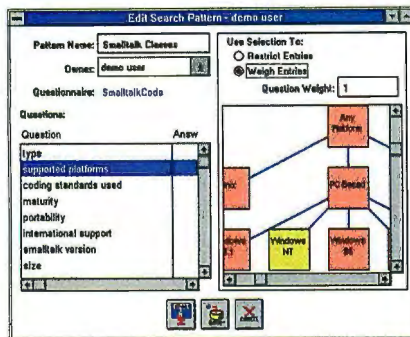 Edit Search Pattern - demo user
Pattern Name: Smalltalk Classes
Owner: demo user
Questionnaire: SmalltalkCode
Questions:
Question Answ
type
supported platforms
coding standards used
maturity
portability
international support
smalltalk version
size
Use Selection To:
Restrict Entries
Weigh Entries
Question Weight: 1
Any Platform
PC Based
Windows NT